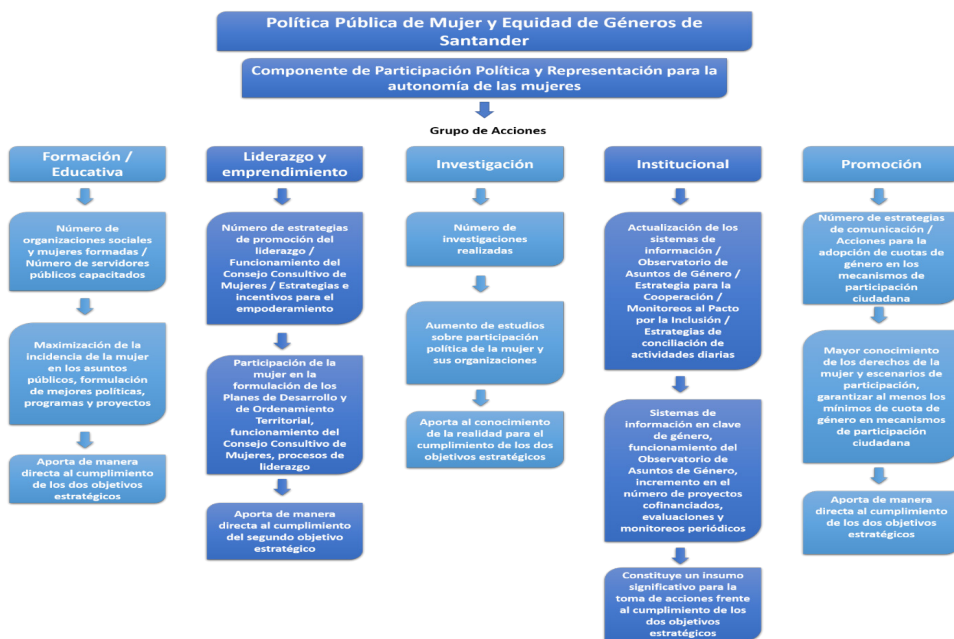 Política Pública de Mujer y Equidad de Géneros de
Santander
Componente de Participación Política y Representación para la
autonomía de las mujeres
Grupo de Acciones
Formación /
Educativa
Número de
organizaciones sociales
y mujeres formadas /
Número de servidores
públicos capacitados
Maximización de la
incidencia de la mujer
en los asuntos
públicos, formulación
de mejores políticas,
programas y proyectos
Aporta de manera
directa al cumplimiento
de los dos objetivos
estratégicos
Liderazgo y
emprendimiento
Número de estrategias
de promoción del
liderazgo /
Funcionamiento del
Consejo Consultivo de
Mujeres / Estrategias e
incentivos para el
empoderamiento
Participación de la
mujer en la
formulación de los
Planes de Desarrollo y
de Ordenamiento
Territorial,
funcionamiento del
Consejo Consultivo de
Mujeres, procesos de
liderazgo
Aporta de manera
directa al cumplimiento
del segundo objetivo
estratégico
Investigación
Número de
investigaciones
realizadas
Aumento de estudios
sobre participación
política de la mujer y
sus organizaciones
Aporta al conocimiento
de la realidad para el
cumplimiento de los dos
objetivos estratégicos
Institucional
Actualización de los
sistemas de
información /
Observatorio de
Asuntos de Género /
Estrategia para la
Cooperación /
Monitoreos al Pacto
por la Inclusión /
Estrategias de
conciliación de
actividades diarias
Sistemas de
información en clave
de género,
funcionamiento del
Observatorio de
Asuntos de Género,
incremento en el
número de proyectos
cofinanciados,
evaluaciones y
monitoreos periódicos
Constituye un insumo
significativo para la
toma de acciones frente
al cumplimiento de los
dos objetivos
estratégicos
Promoción
Número de estrategias
de comunicación /
Acciones para la
adopción de cuotas de
género en los
mecanismos de
participación
ciudadana
Mayor conocimiento
de los derechos de la
mujer y escenarios de
participación,
garantizar al menos los
mínimos de cuota de
género en mecanismos
de participación
ciudadana
Aporta de manera
directa al cumplimiento
de los dos objetivos
estratégicos